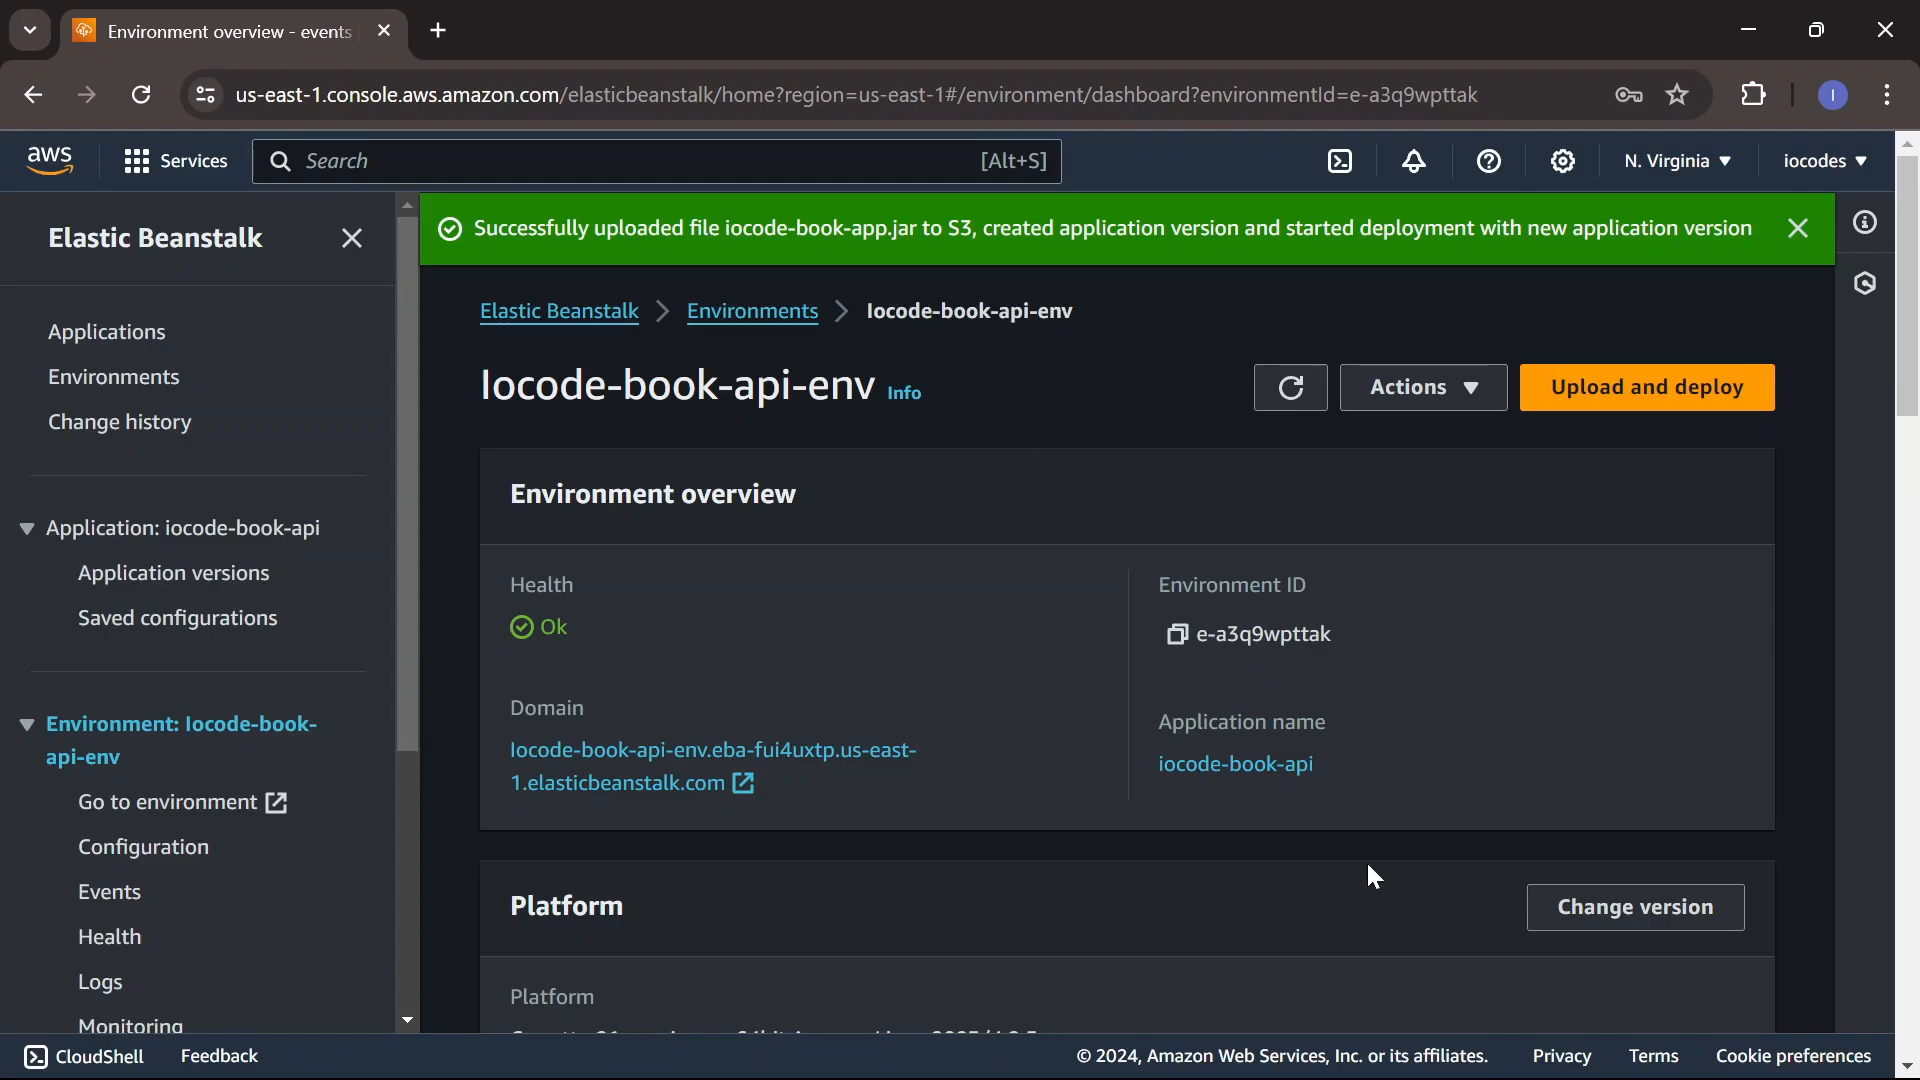 Environment overview - events
us-east-1.console.aws.amazon.com/elasticbeanstalk/home?region=us-east-1#/environment/dashboard?environmentId=e-a3q9wpttak
I
aws
Services
Search
[Alt+S]
N. Virginia
iocodes
Elastic Beanstalk
Applications
Environments
Change history
Application: iocode-book-api
Application versions
Saved configurations
Environment: Iocode-book-
api-env
Go to environment
Configuration
Events
Health
Logs
Monitoring
Successfully uploaded file iocode-book-app.jar to S3, created application version and started deployment with new application version
Elastic Beanstalk
Environments
Iocode-book-api-env
Iocode-book-api-env Info
Actions
Upload and deploy
Environment overview
Health
Ok
Domain
Iocode-book-api-env.eba-fui4uxtp.us-east-
1.elasticbeanstalk.com
Environment ID
e-a3q9wpttak
Application name
iocode-book-api
Platform
Change version
Platform
CloudShell
Feedback
© 2024, Amazon Web Services, Inc. or its affiliates.
Privacy
Terms
Cookie preferences